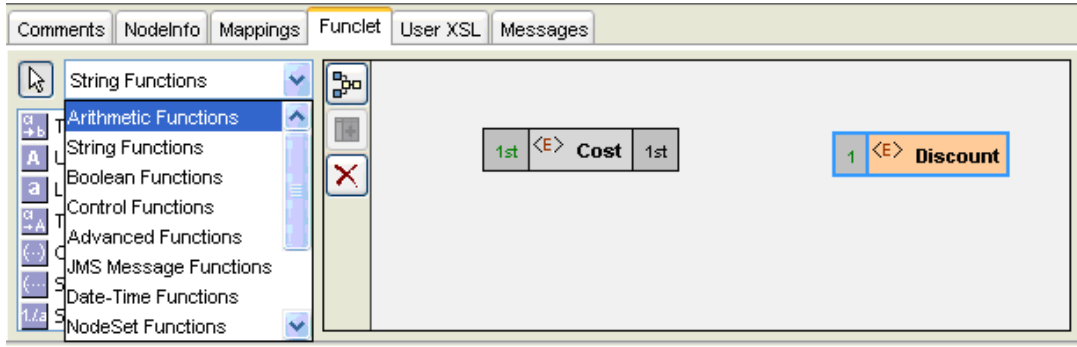 Comments NodeInfo Mappings Funclet User XSL Messages
String Functions
Arithmetic Functions
String Functions
Boolean Functions
Control Functions
Advanced Functions
JMS Message Functions
Date-Time Functions
NodeSet Functions
1st <E> Cost 1st
1 <E> Discount